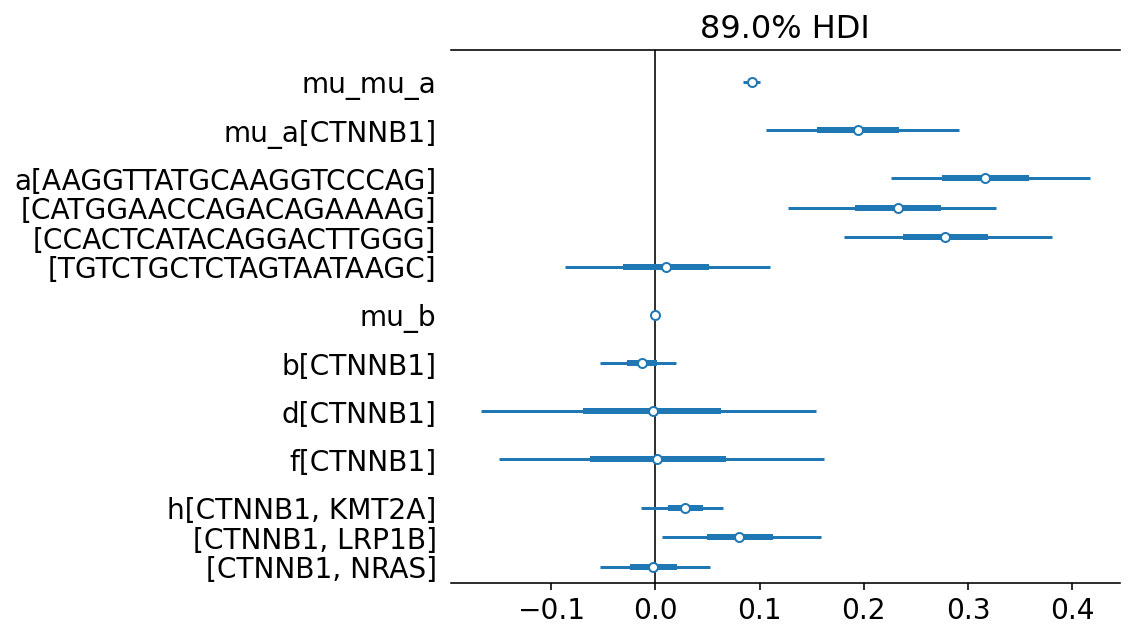 89.0% HDI
mu_mu_a
mu_a[CTNNB1]
a[AAGGTTATGCAAGGTCCCAG]
[CATGGAACCAGACAGAAAAG]
[CCACTCATACAGGACTTGGG]
[TGTCTGCTCTAGTAATAAGC]
mu_b
b[CTNNB1]
d[CTNNB1]
f[CTNNB1]
h[CTNNB1, KMT2A]
[CTNNB1, LRP1B]
[CTNNB1, NRAS]
−0.1 0.0 0.1 0.2 0.3 0.4